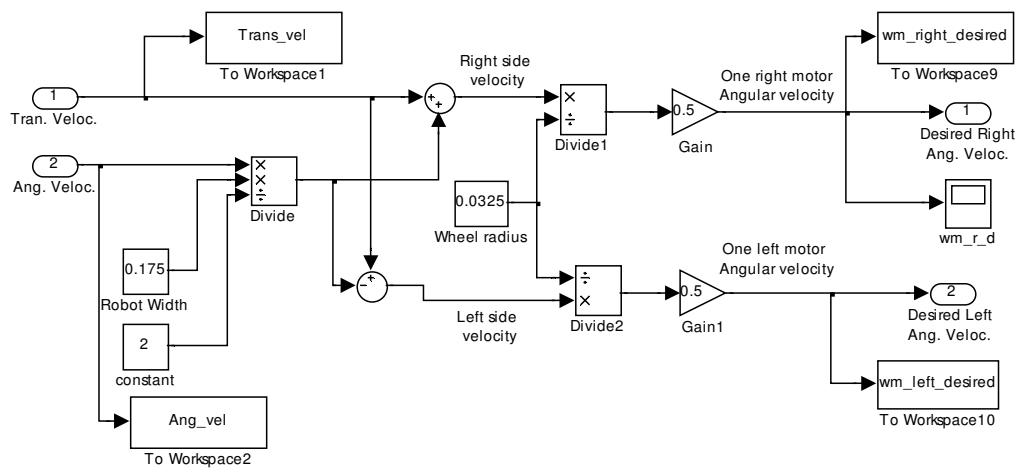 Trans_vel
To Workspace1
1
Tran. Veloc.
2
Ang. Veloc.
×
×
÷
Divide
0.175
Robot Width
2
constant
Ang_vel
To Workspace2
+
+
Right side
velocity
+
-
Left side
velocity
0.0325
Wheel radius
×
÷
Divide1
÷
×
Divide2
0.5
Gain
One right motor
Angular velocity
0.5
Gain1
One left motor
Angular velocity
wm_right_desired
To Workspace9
1
Desired Right
Ang. Veloc.
wm_r_d
2
Desired Left
Ang. Veloc.
wm_left_desired
To Workspace10